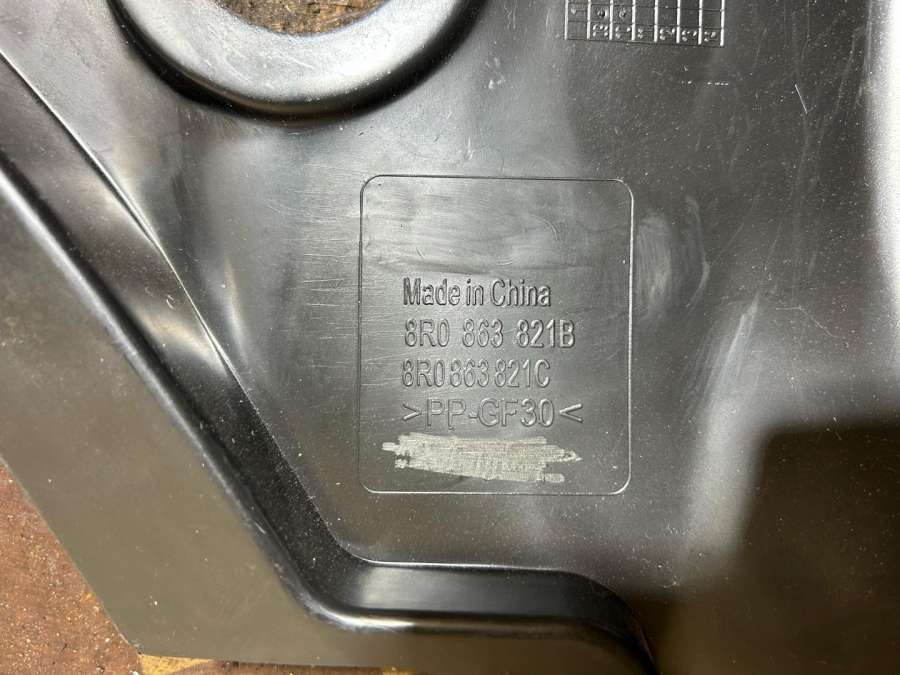 Made in China
8R0 863 821B
8R0 863 821C
>PP-GF30<